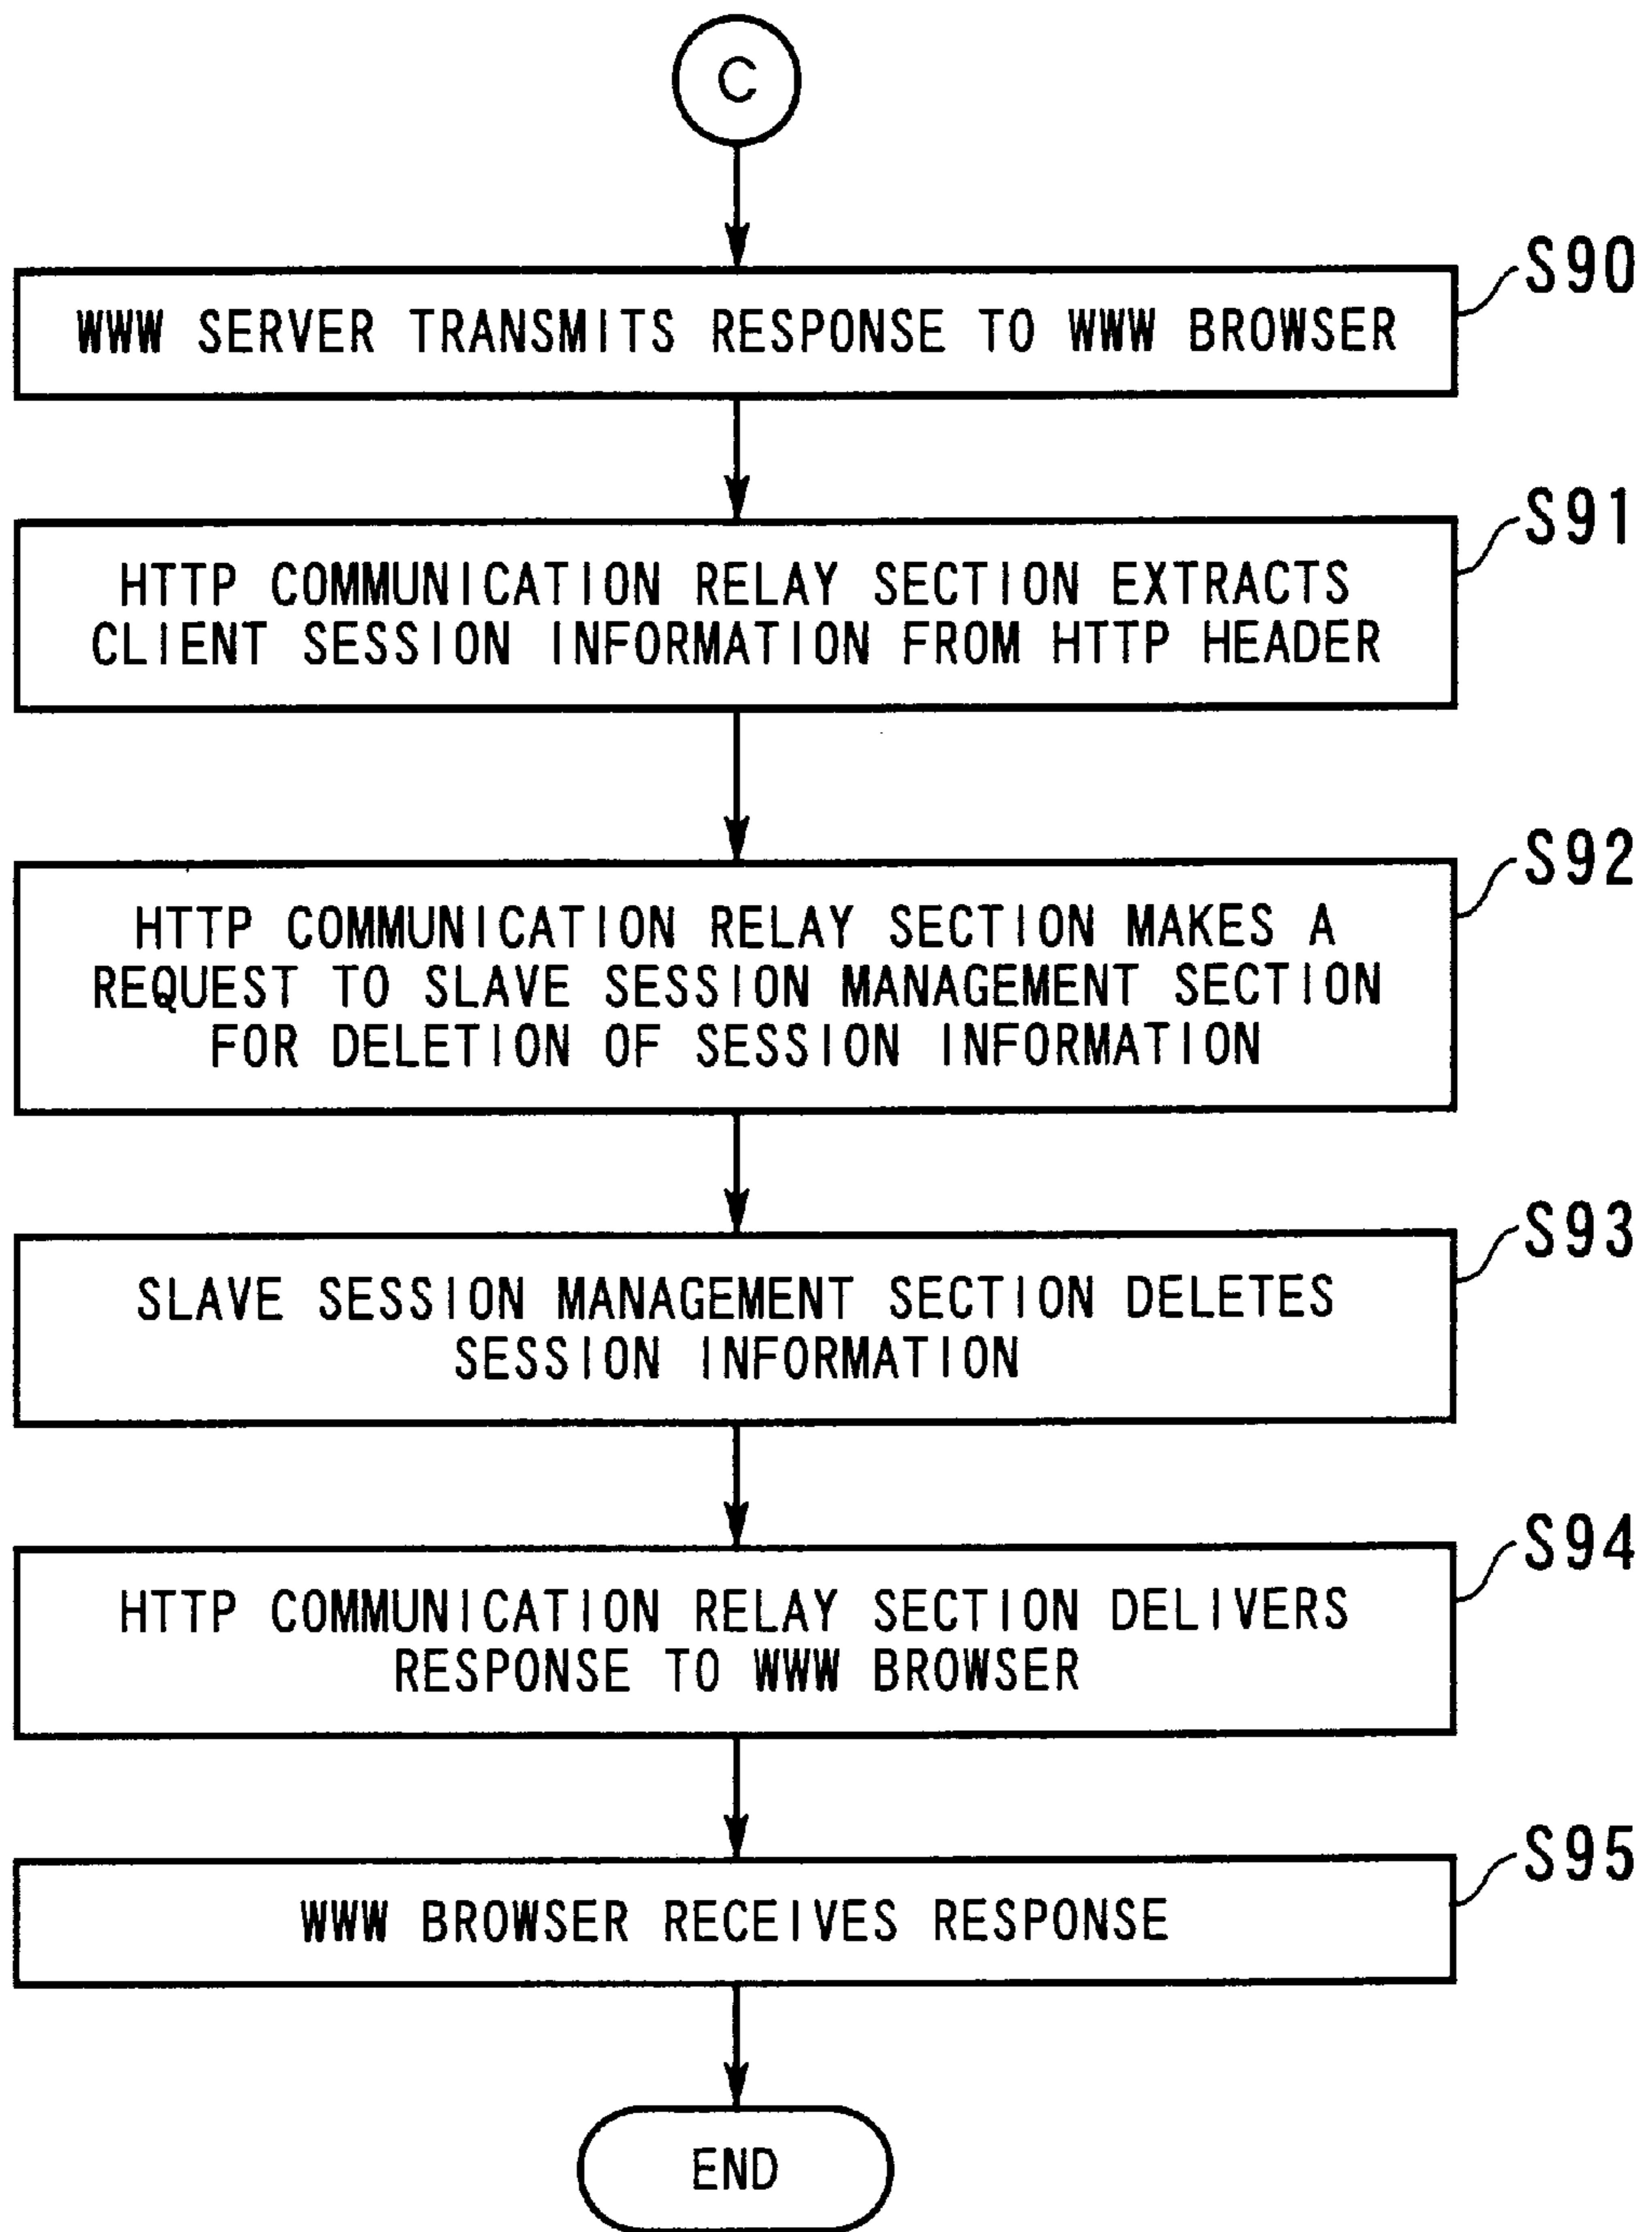 C
S90
WWW SERVER TRANSMITS RESPONSE TO WWW BROWSER
S91
HTTP COMMUNICATION RELAY SECTION EXTRACTS
CLIENT SESSION INFORMATION FROM HTTP HEADER
S92
HTTP COMMUNICATION RELAY SECTION MAKES A
REQUEST TO SLAVE SESSION MANAGEMENT SECTION
FOR DELETION OF SESSION INFORMATION
S93
SLAVE SESSION MANAGEMENT SECTION DELETES
SESSION INFORMATION
S94
HTTP COMMUNICATION RELAY SECTION DELIVERS
RESPONSE TO WWW BROWSER
S95
WWW BROWSER RECEIVES RESPONSE
END